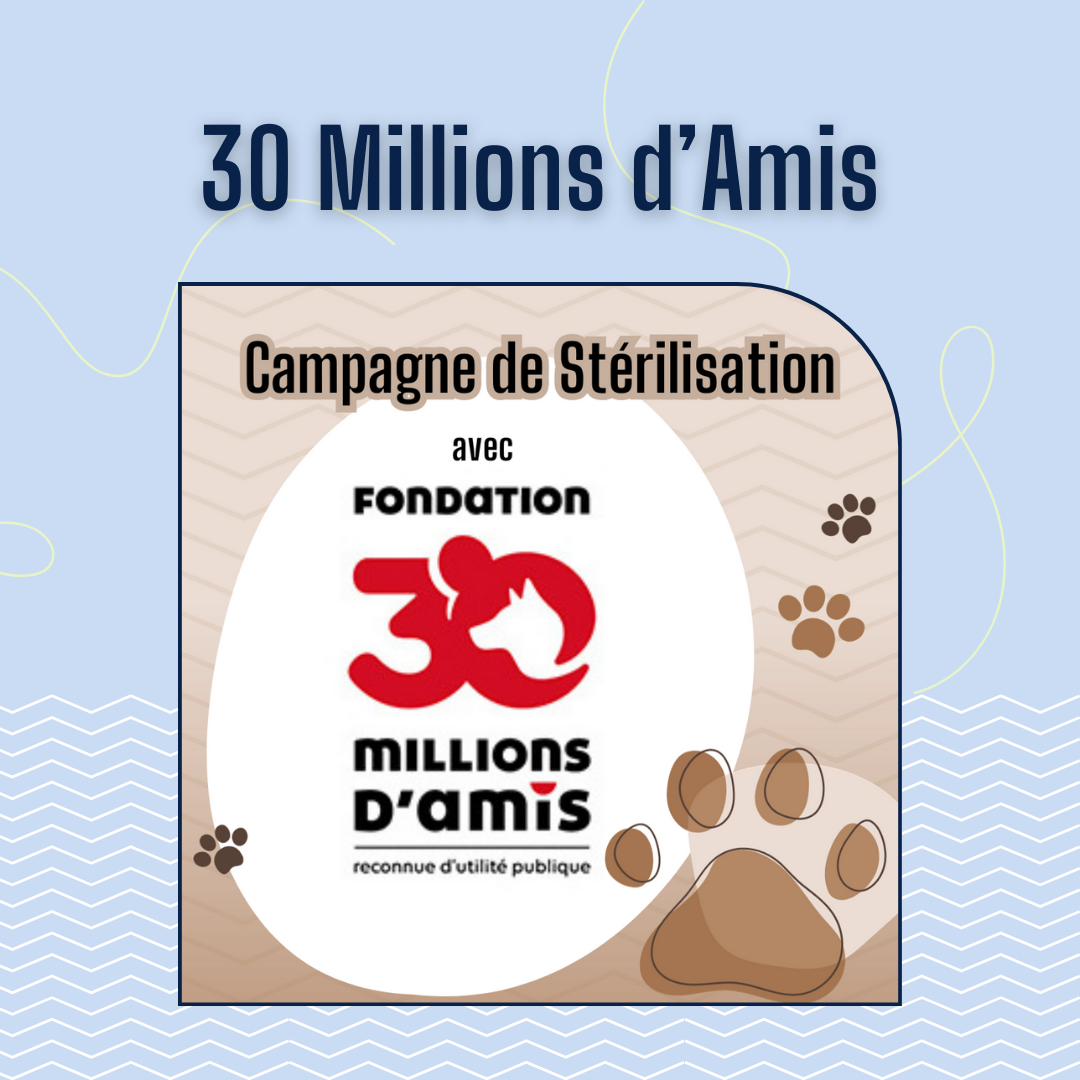 30 Millions d’Amis
Campagne de Stérilisation
avec
FONDATION
30
MILLIONS
D'AMIS
reconnue d'utilité publique